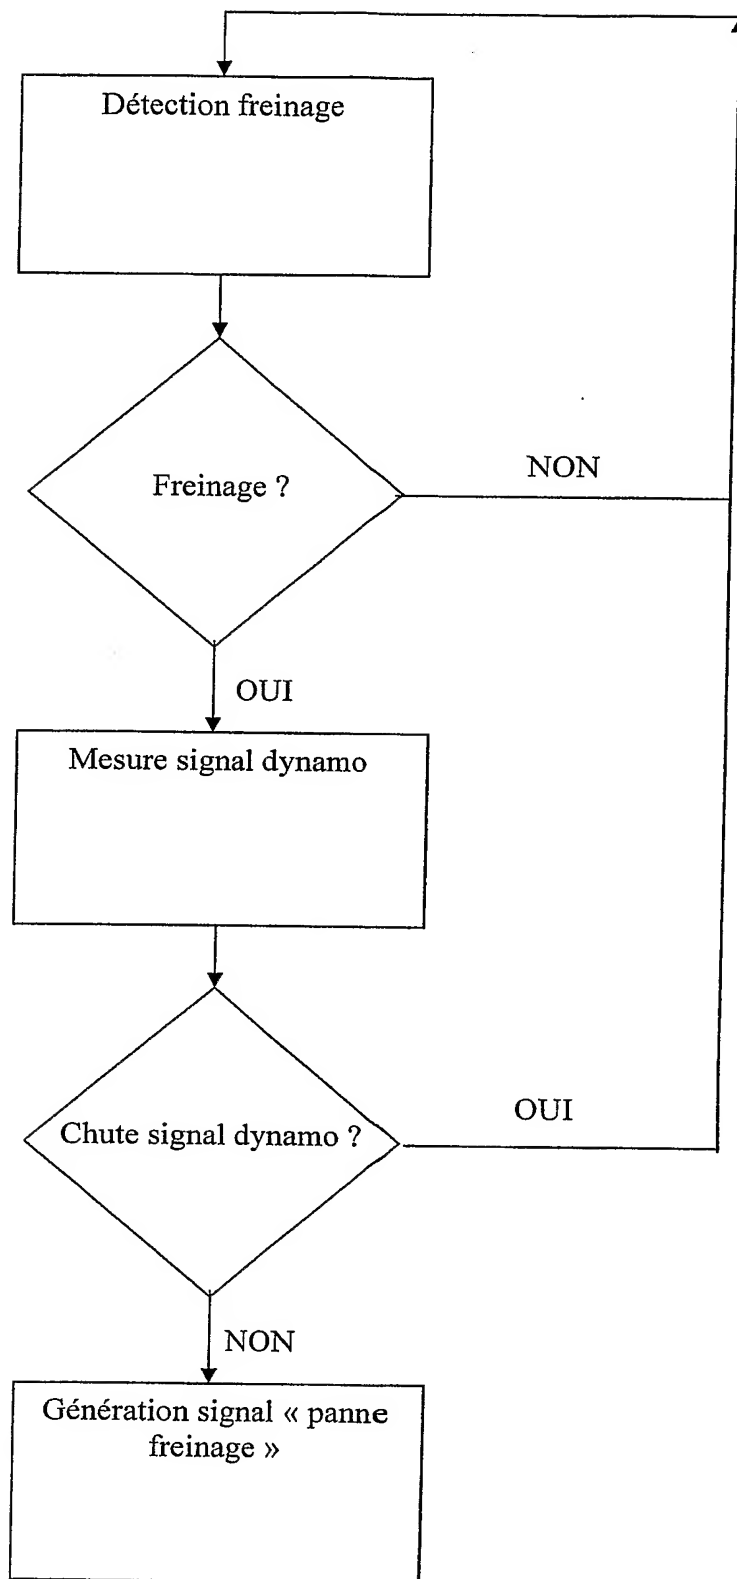 Détection freinage
Freinage ?
NON
OUI
Mesure signal dynamo
Chute signal dynamo ?
OUI
NON
Génération signal « panne
freinage »